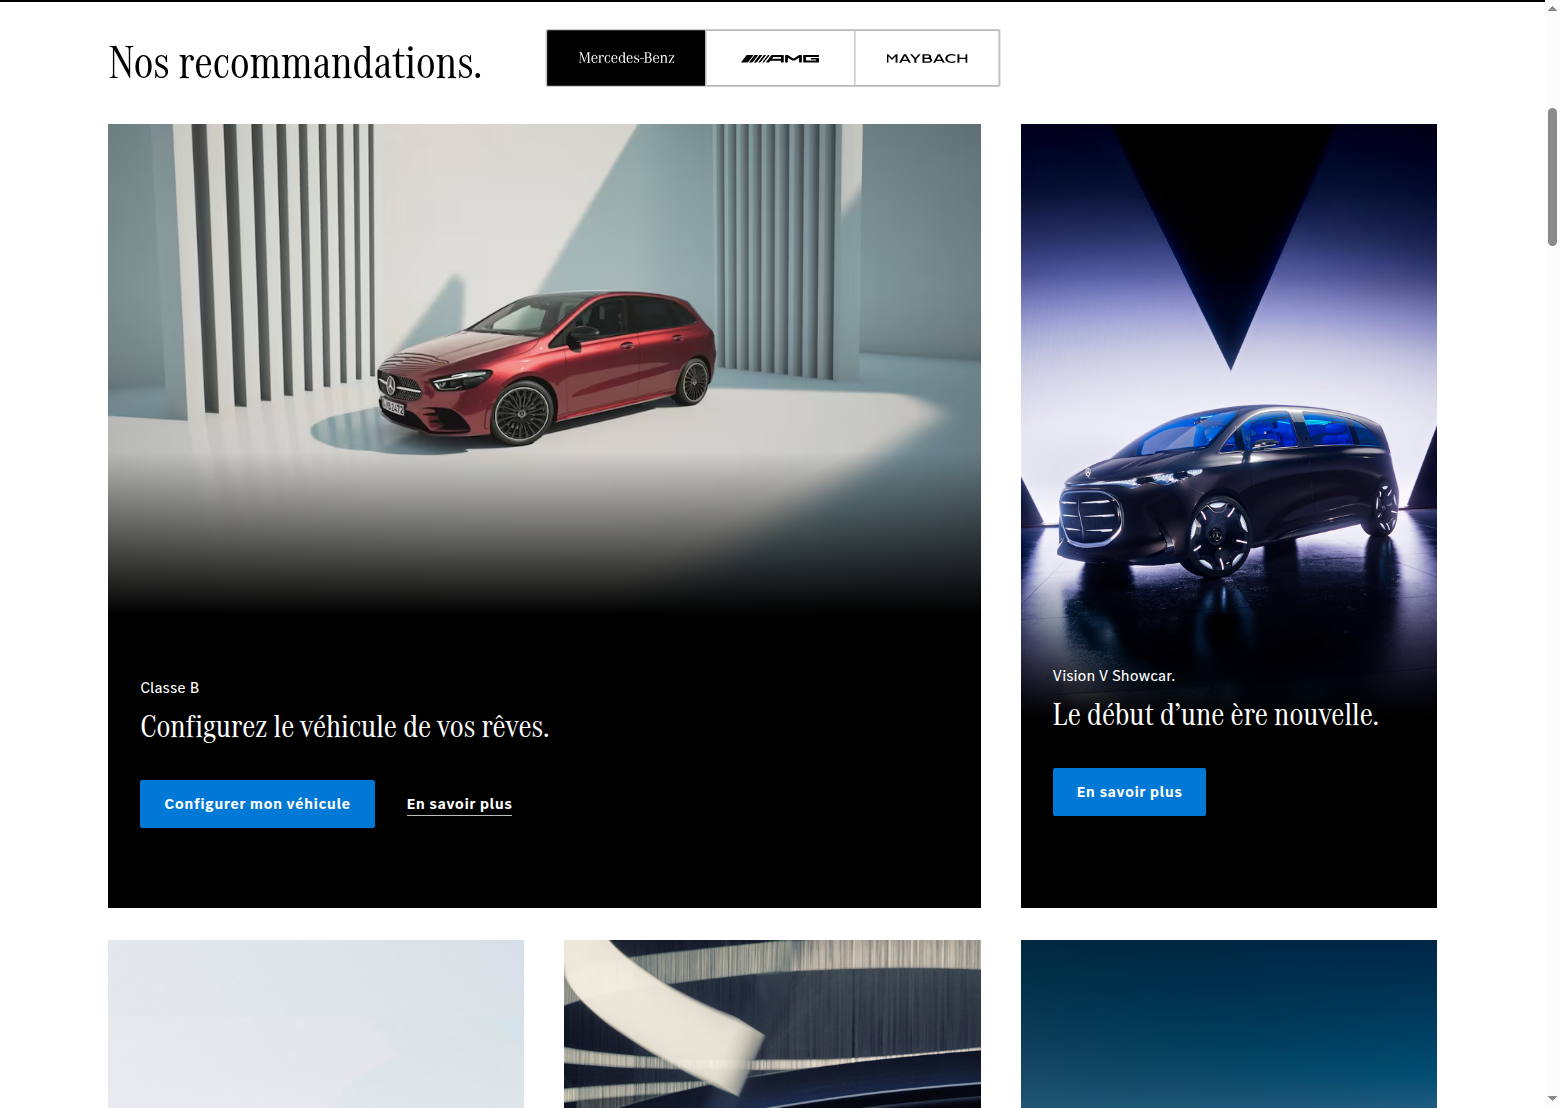 Nos recommandations.
Mercedes-Benz
AMG
MAYBACH
Classe B
Configurez le véhicule de vos rêves.
Configurer mon véhicule
En savoir plus
Vision V Showcar.
Le début d’une ère nouvelle.
En savoir plus